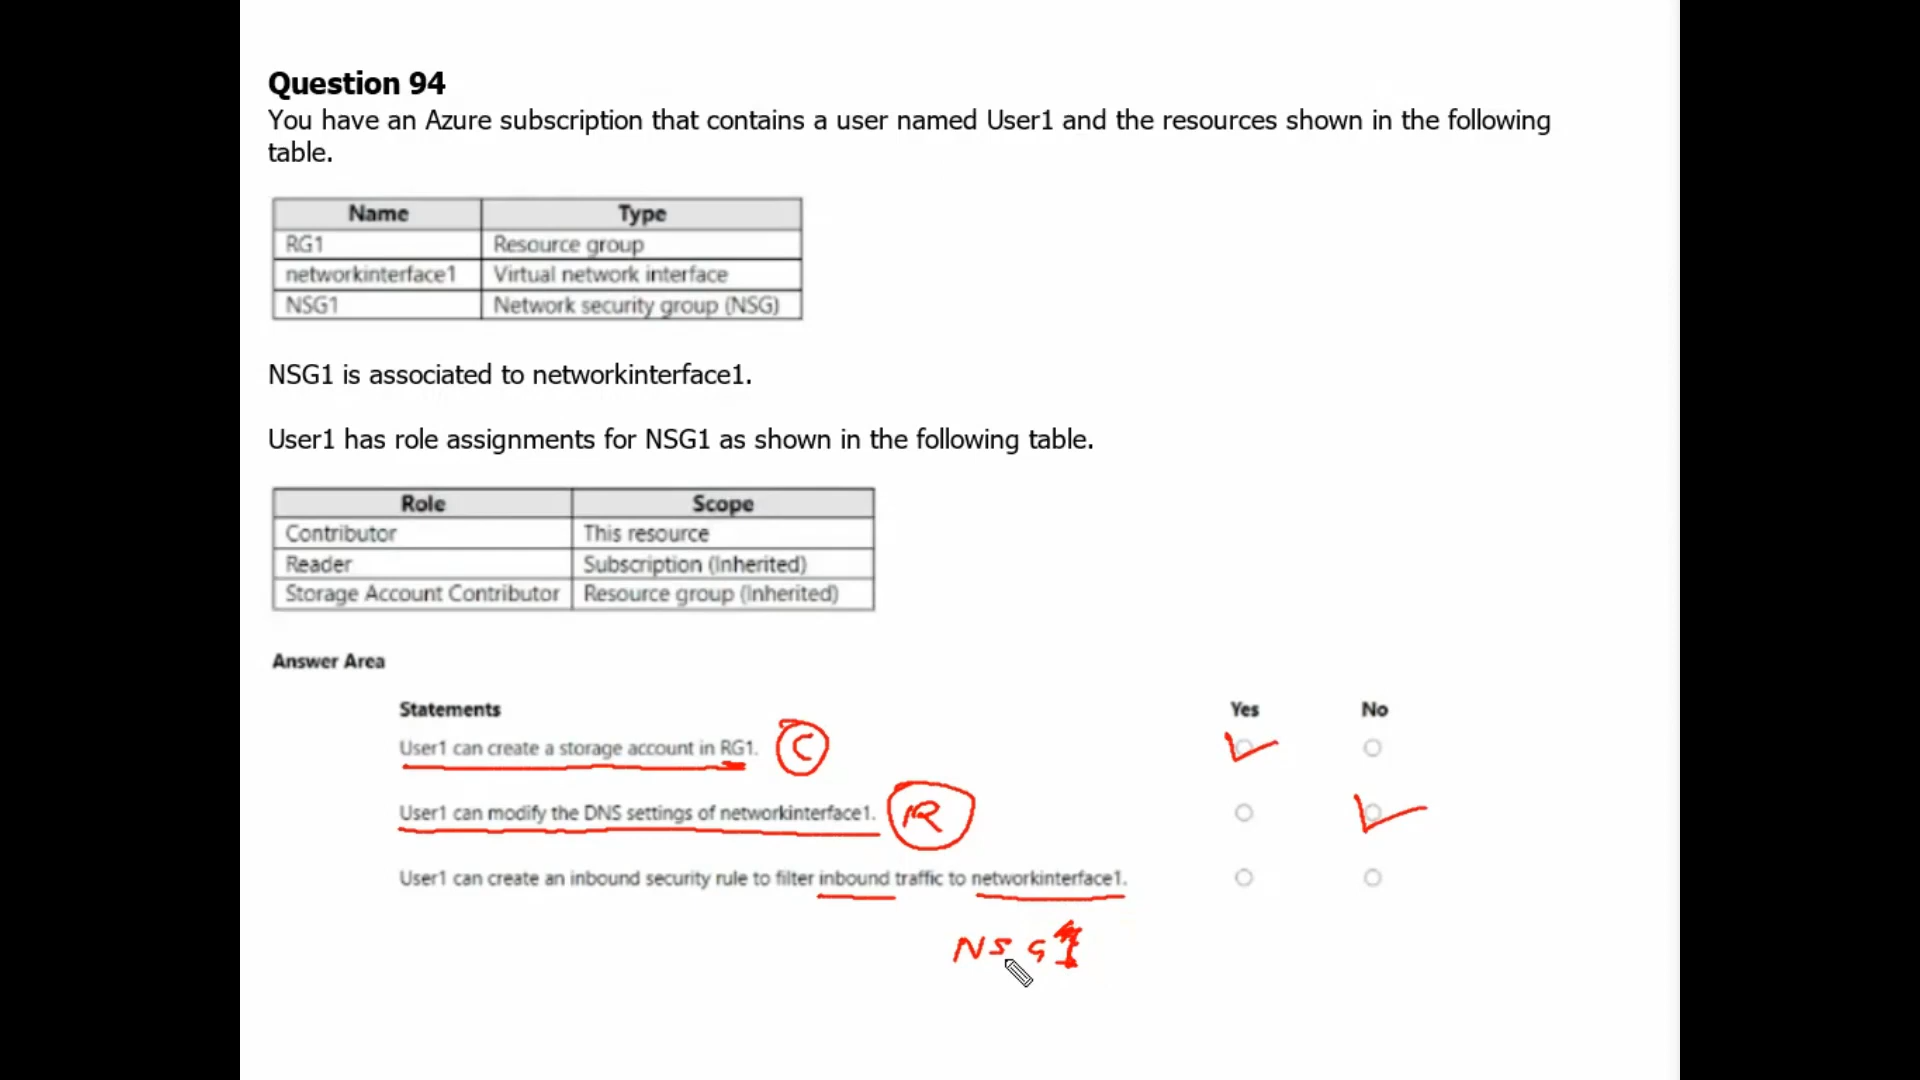 Question 94
You have an Azure subscription that contains a user named User1 and the resources shown in the following
table.
Name Type
RG1 Resource group
networkinterface1 Virtual network interface
NSG1 Network security group (NSG)
NSG1 is associated to networkinterface1.
User1 has role assignments for NSG1 as shown in the following table.
Role Scope
Contributor This resource
Reader Subscription (Inherited)
Storage Account Contributor Resource group (Inherited)
Answer Area
Statements Yes No
User1 can create a storage account in RG1. C
User1 can modify the DNS settings of networkinterface1. R
User1 can create an inbound security rule to filter inbound traffic to networkinterface1.
NSG1